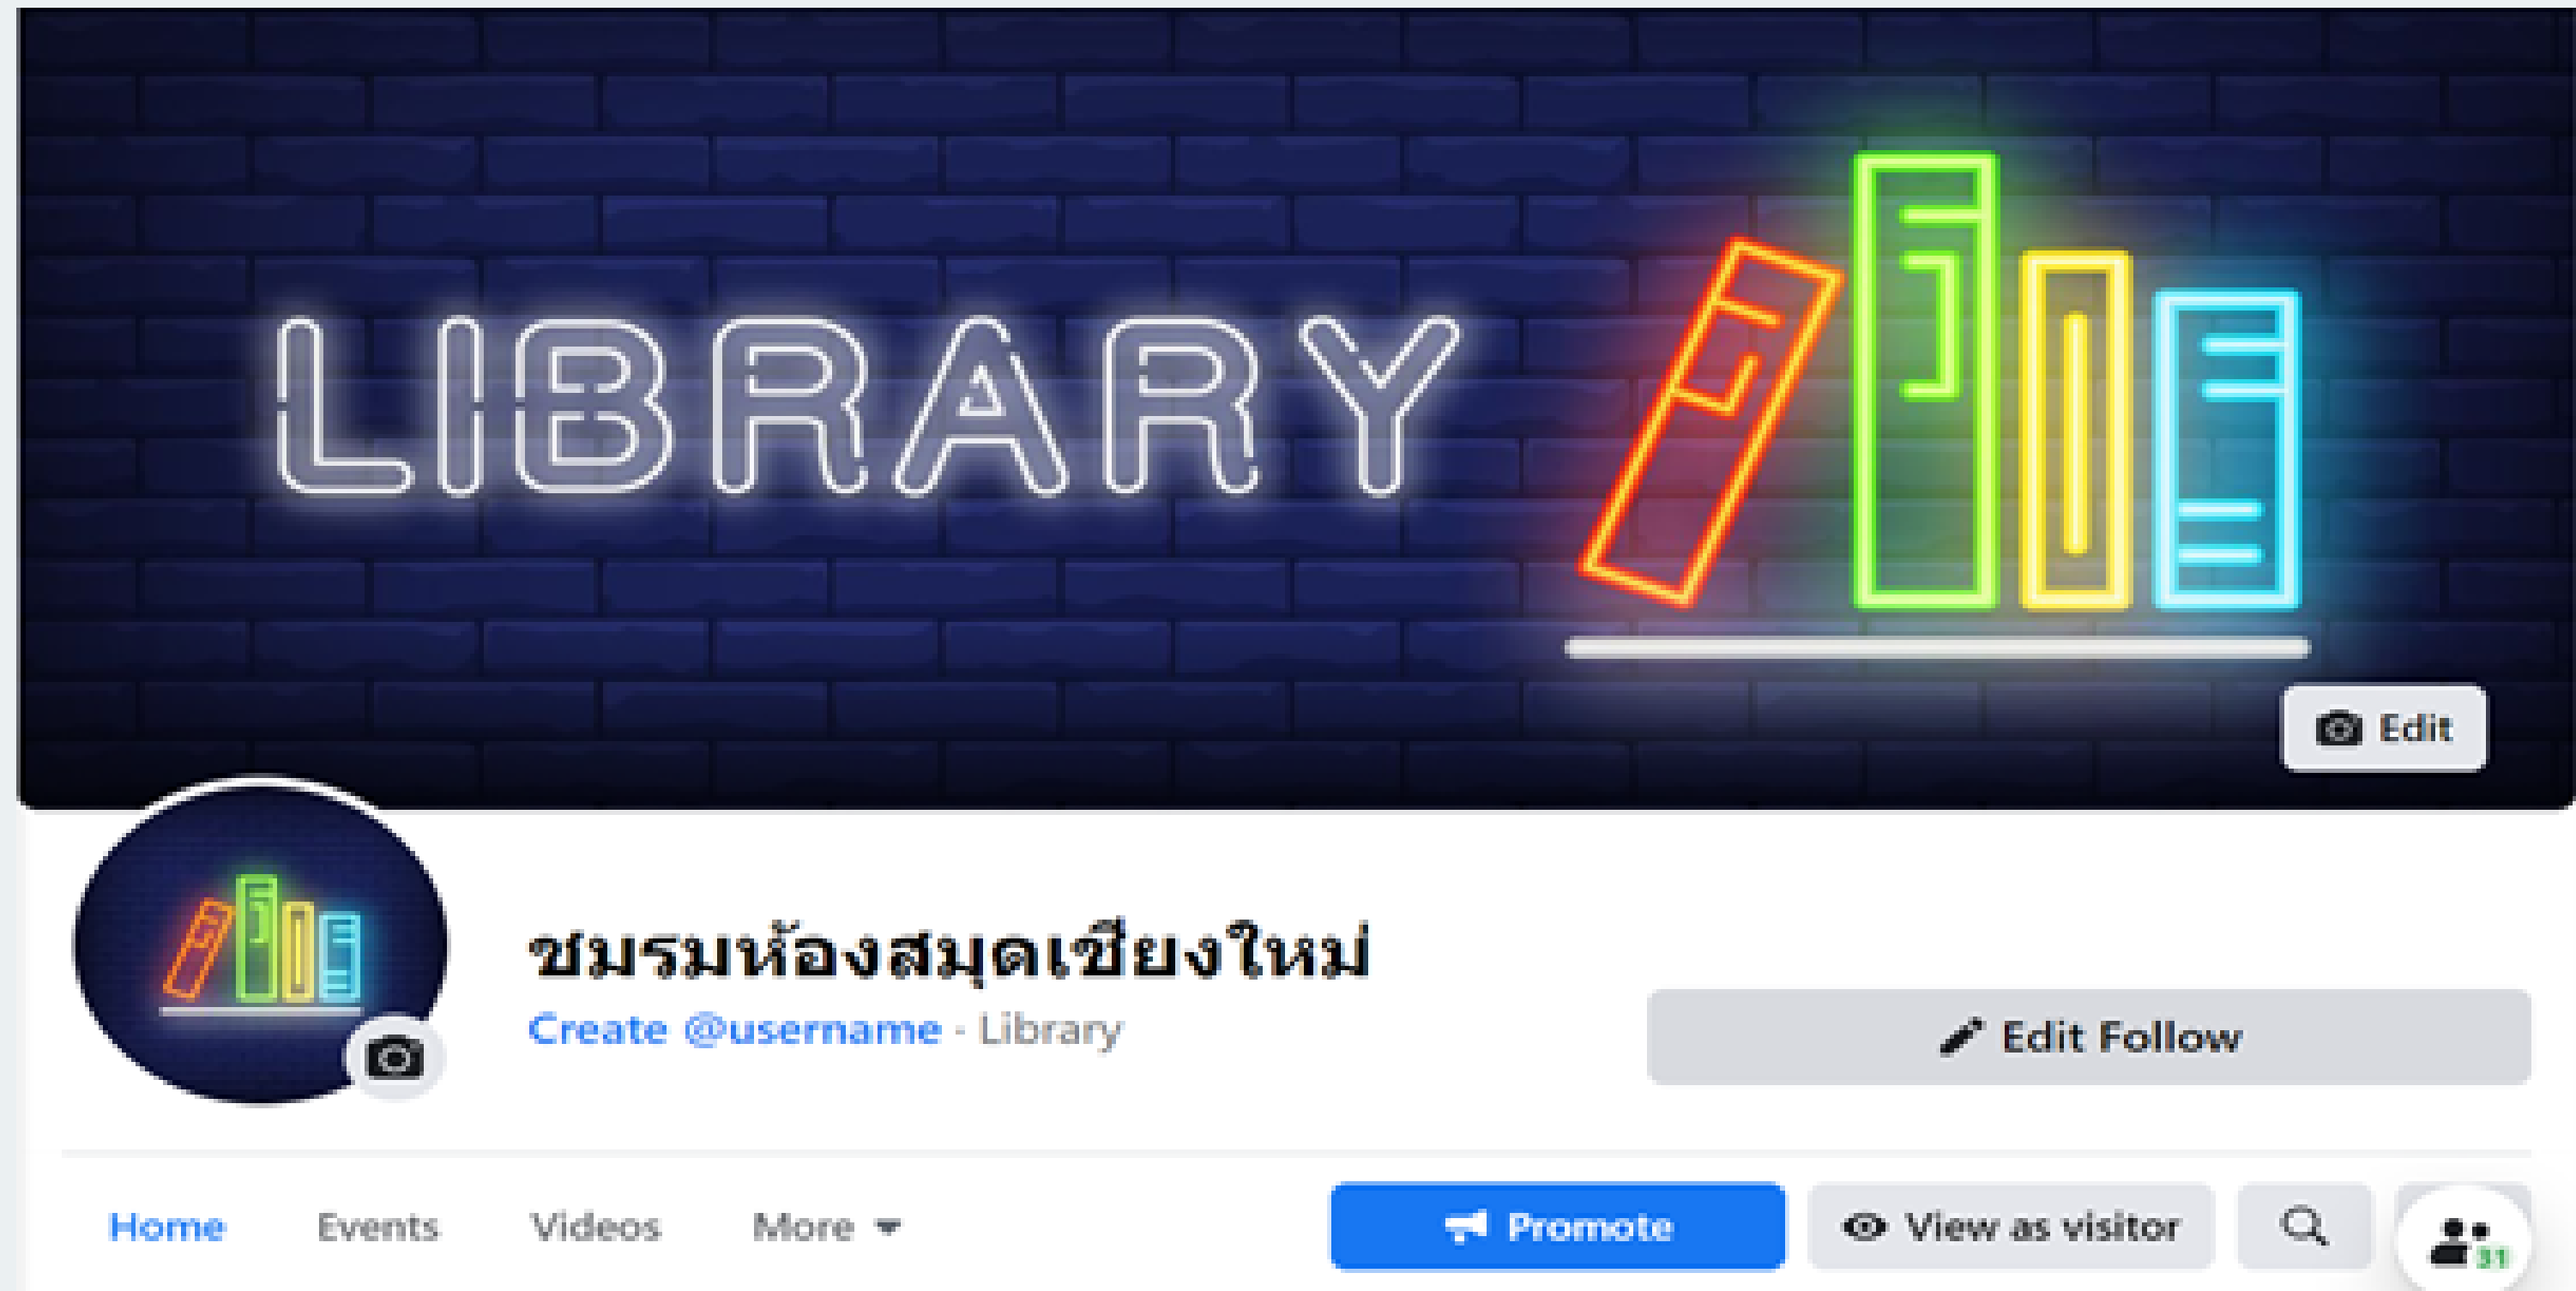 LIBRARY
Edit
ชมรมห้องสมุดเชียงใหม่
Create @username · Library
Edit Follow
Home Events Videos More Promote View as visitor
31